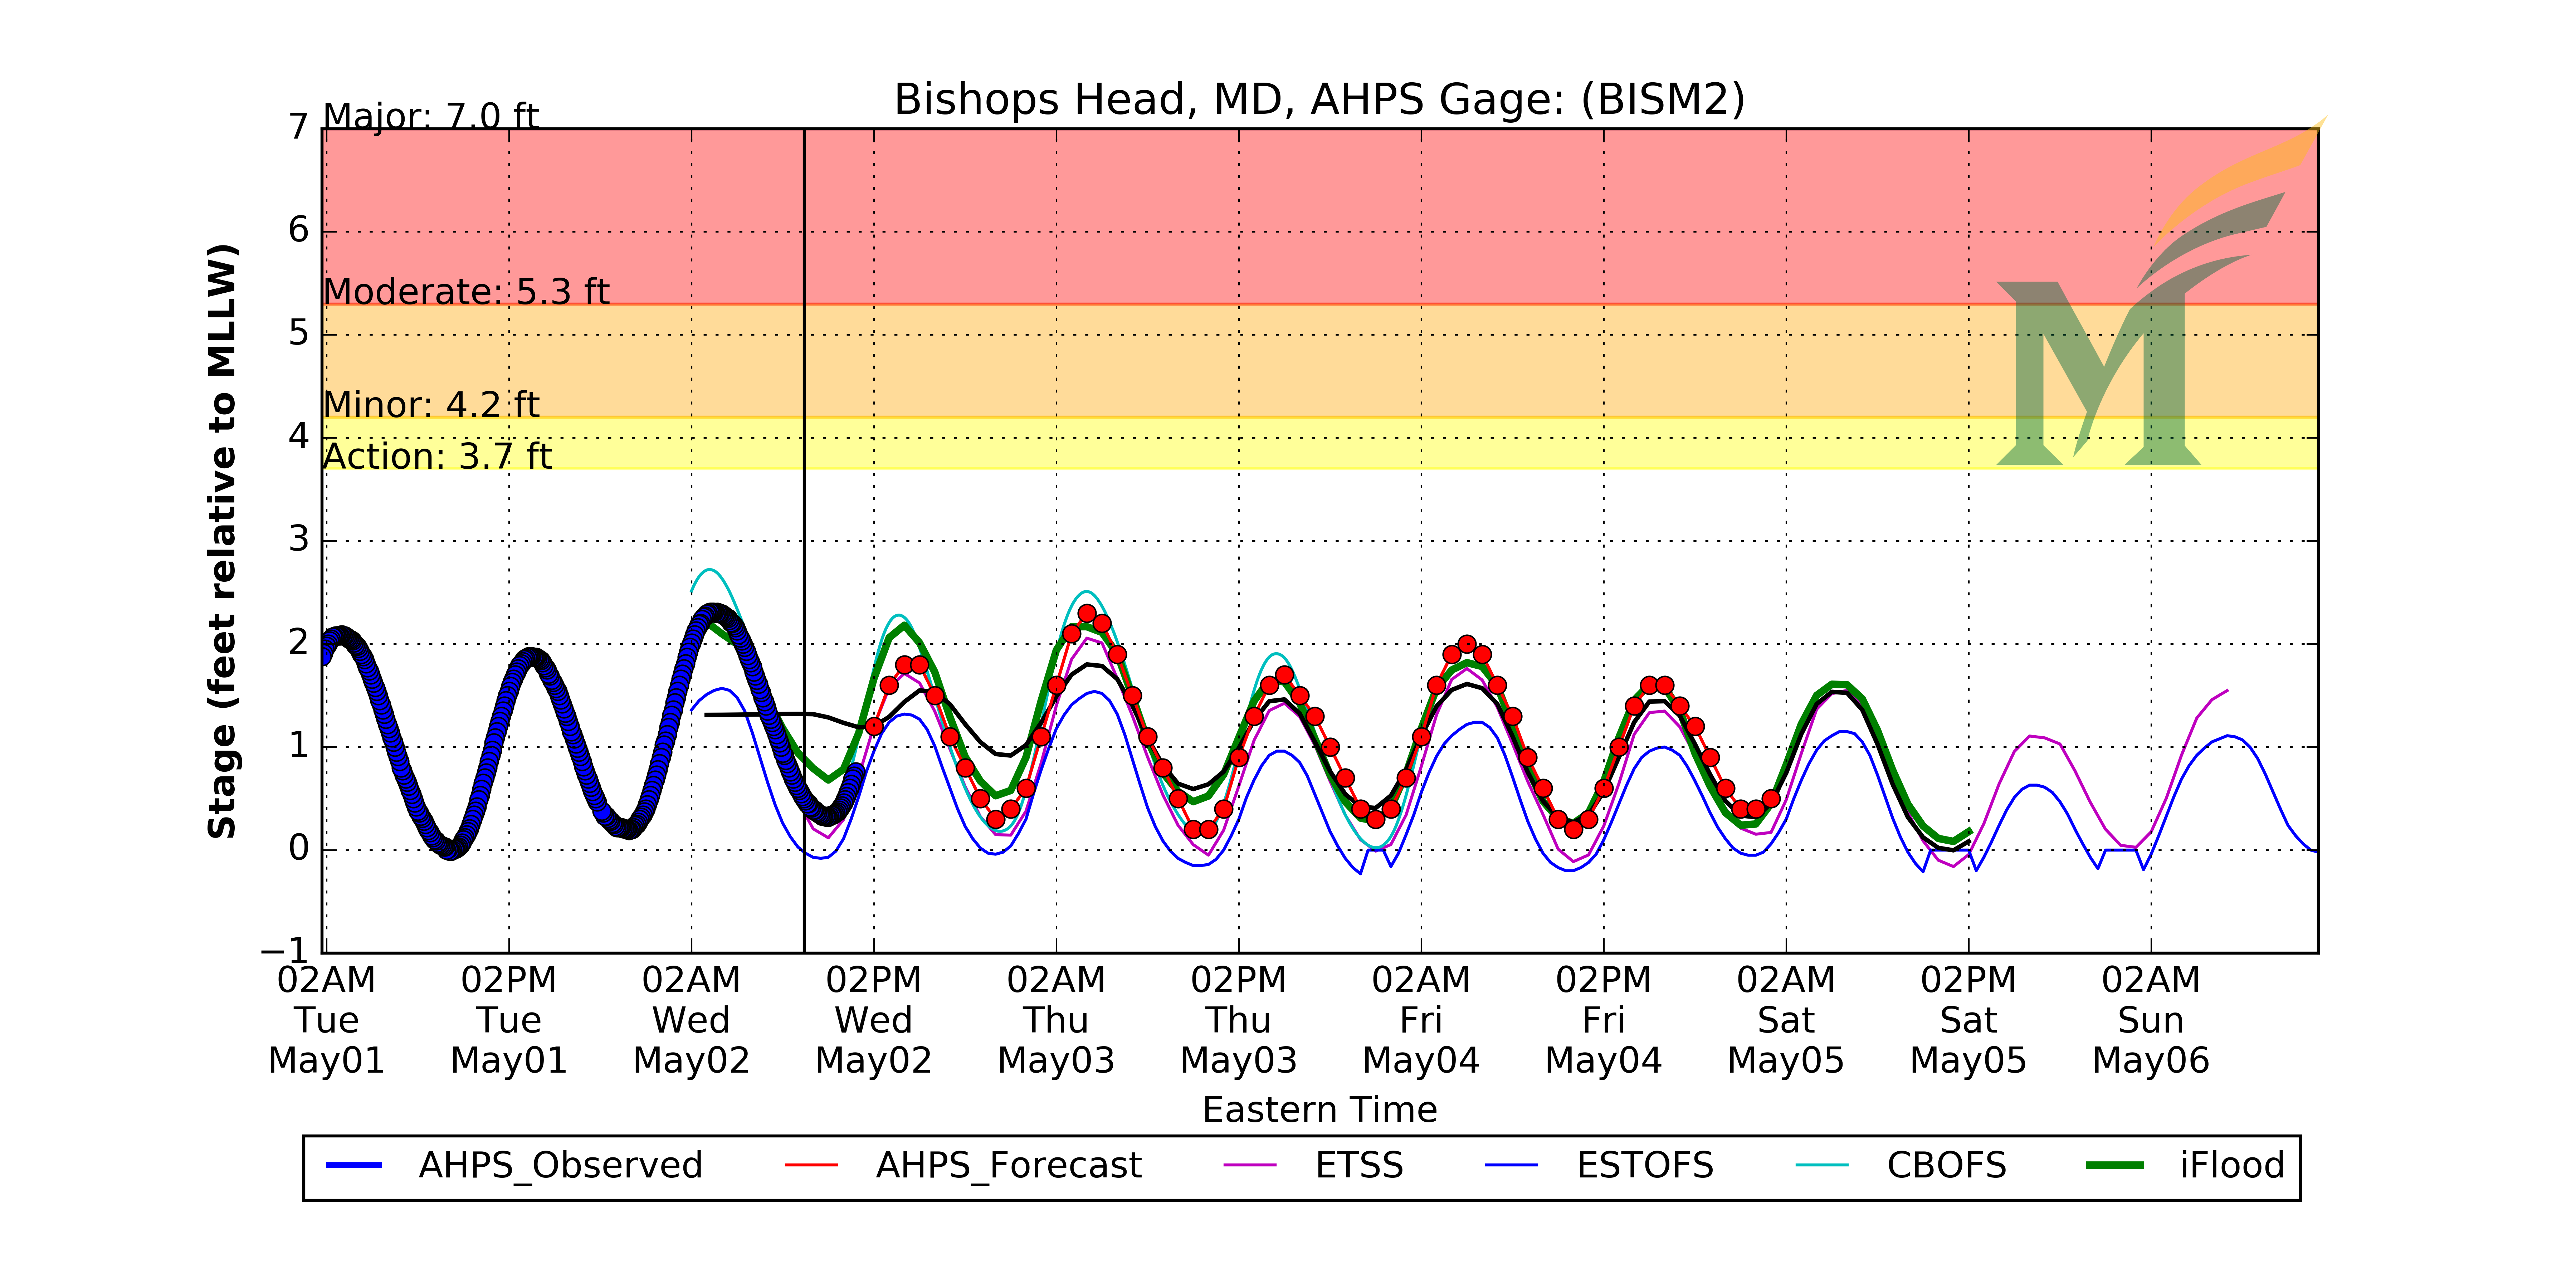 Bishops Head, MD, AHPS Gage: (BISM2)
Major: 7.0 ft
Moderate: 5.3 ft
Minor: 4.2 ft
Action: 3.7 ft
7
6
5
4
3
2
1
0
−1
Stage (feet relative to MLLW)
02AM 02PM 02AM 02PM 02AM 02PM 02AM 02PM 02AM 02PM 02AM
Tue Tue Wed Wed Thu Thu Fri Fri Sat Sat Sun
May01 May01 May02 May02 May03 May03 May04 May04 May05 May05 May06
Eastern Time
AHPS_Observed AHPS_Forecast ETSS ESTOFS CBOFS iFlood